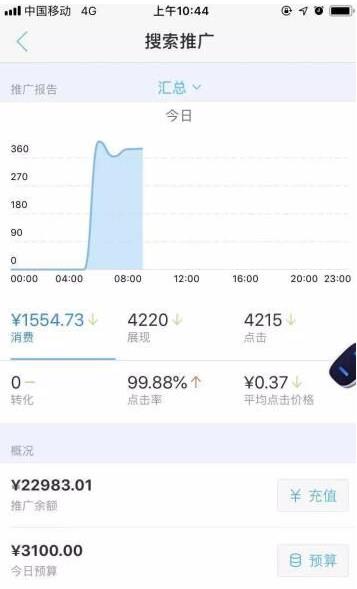 中国移动 4G 上午10:44
搜索推广
推广报告 汇总
今日
360
270
180
90
0
00:00 04:00 08:00 12:00 16:00 20:00 23:00
¥1554.73 4220 4215
消费 展现 点击
0 99.88% ¥0.37
转化 点击率 平均点击价格
概况
¥22983.01
推广余额
¥ 充值
¥3100.00
今日预算
预算